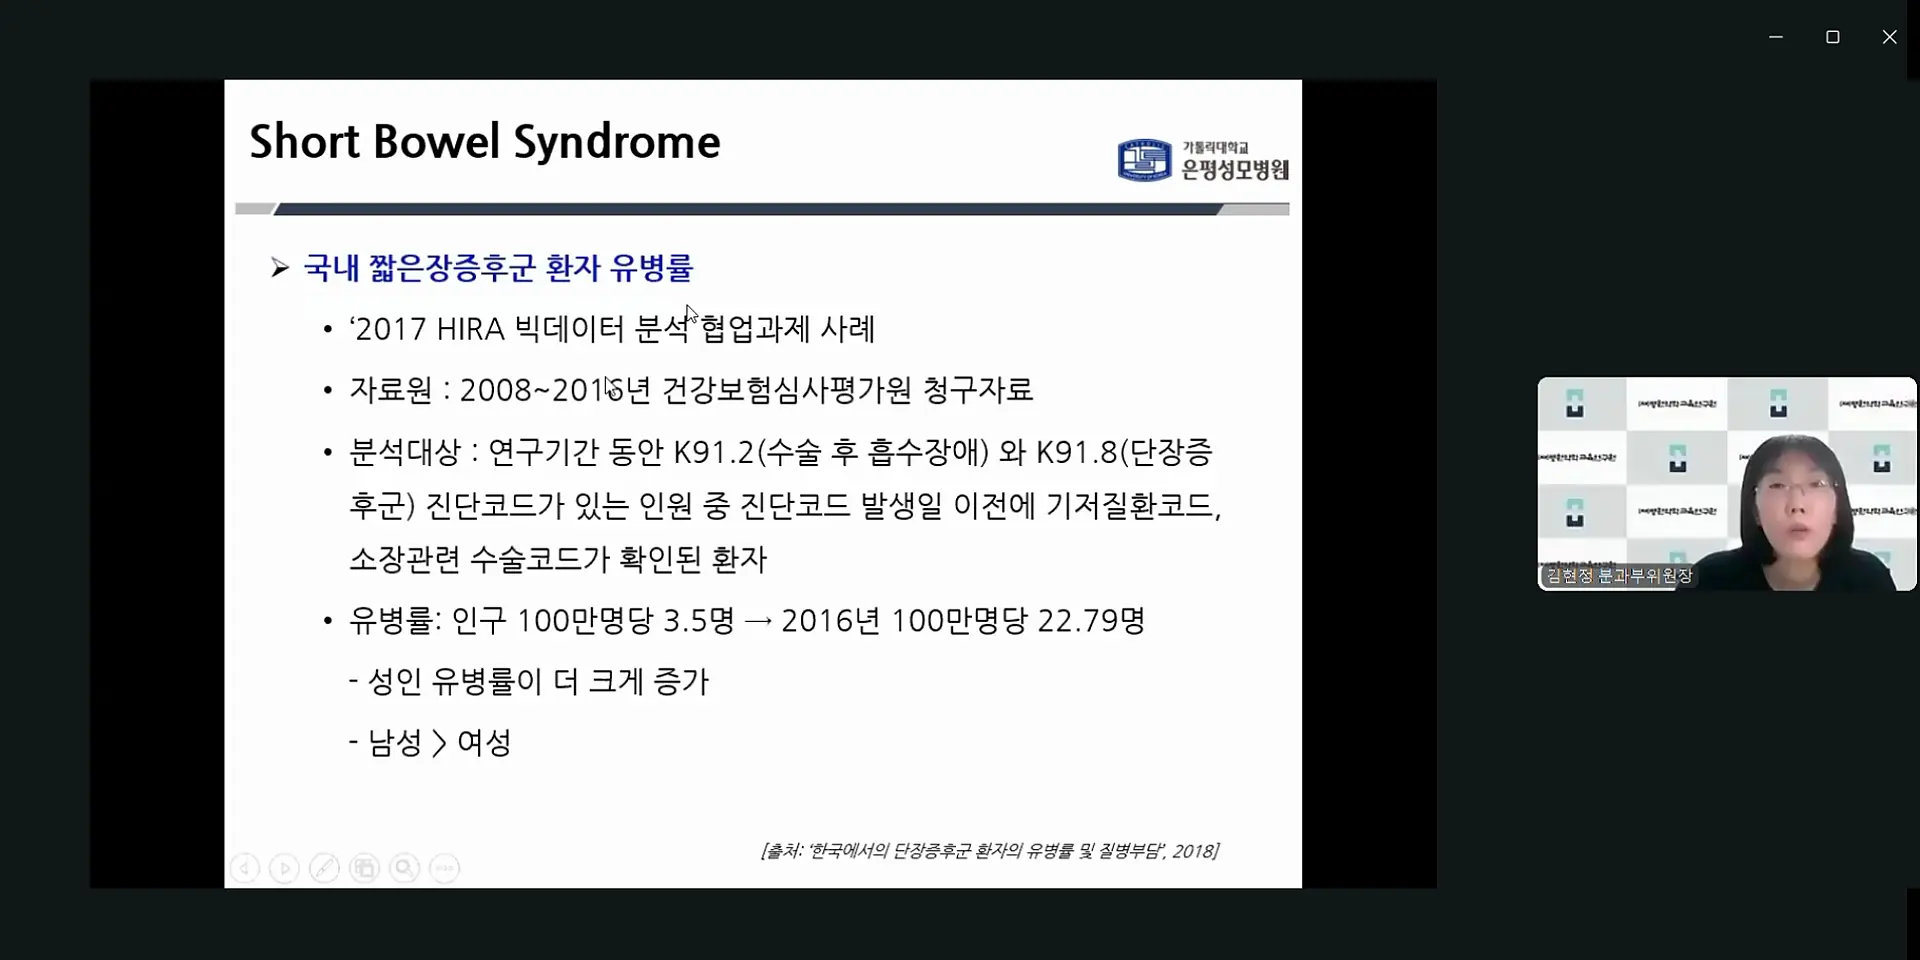 Short Bowel Syndrome
가톨릭대학교
은평성모병원
➢ 국내 짧은장증후군 환자 유병률
• ‘2017 HIRA 빅데이터 분석 협업과제 사례
• 자료원 : 2008~2016년 건강보험심사평가원 청구자료
• 분석대상 : 연구기간 동안 K91.2(수술 후 흡수장애) 와 K91.8(단장증
후군) 진단코드가 있는 인원 중 진단코드 발생일 이전에 기저질환코드,
소장관련 수술코드가 확인된 환자
• 유병률: 인구 100만명당 3.5명 → 2016년 100만명당 22.79명
- 성인 유병률이 더 크게 증가
- 남성 > 여성
[출처: ‘한국에서의 단장증후군 환자의 유병률 및 질병부담’, 2018]
김현정 분과부위원장